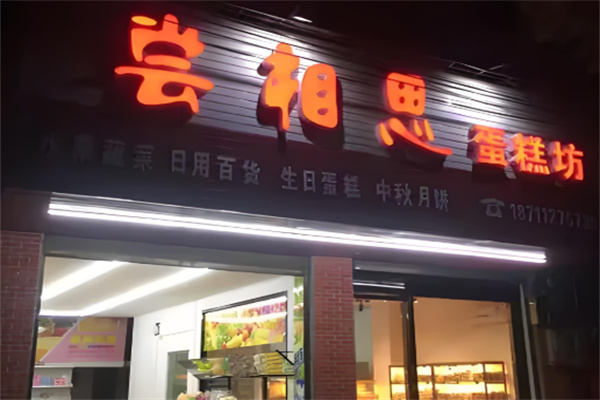 尝相思蛋糕坊
蔬菜 日用百货 生日蛋糕 中秋月饼